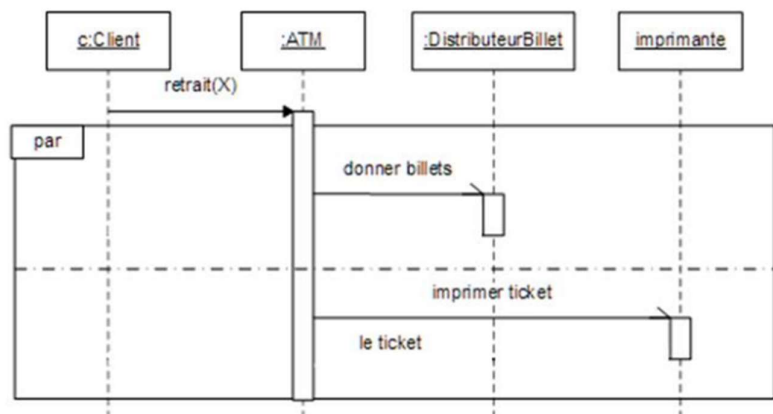 c:Client
:ATM
:DistributeurBillet
imprimante
retrait(X)
par
donner billets
imprimer ticket
le ticket